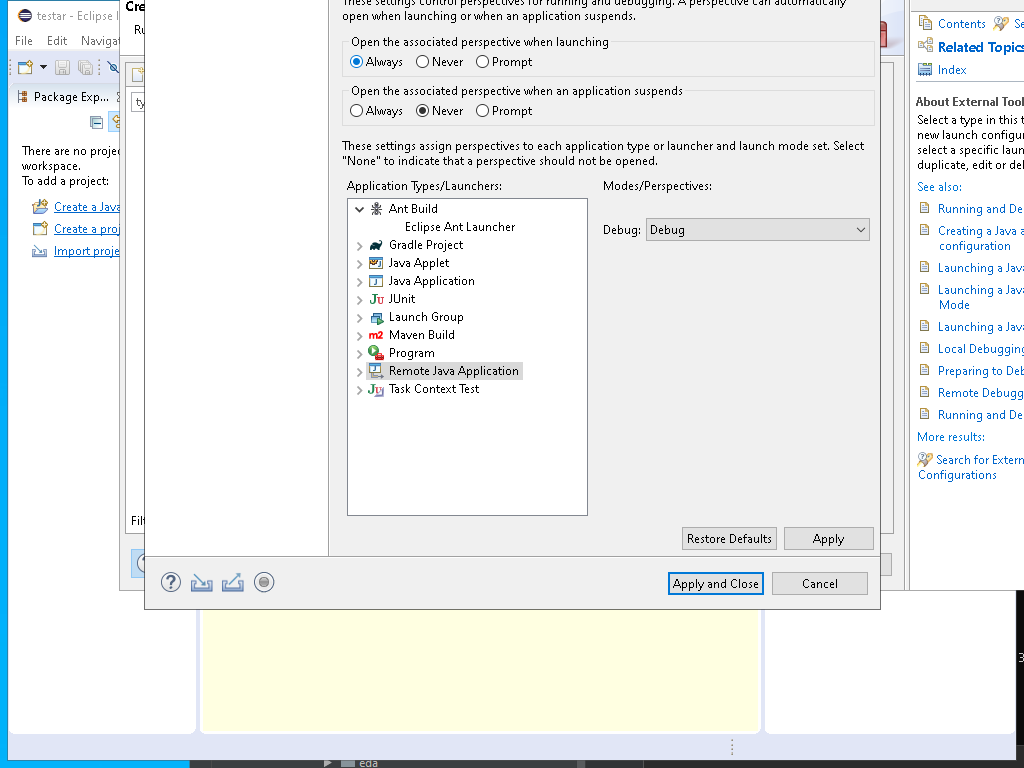 testar - Eclipse I
File Edit Navigat
Package Exp...
There are no proje
workspace.
To add a project:
Create a Java
Create a proj
Import proje
Cre
Ru
ty
Filt
These settings control perspectives for running and debugging. A perspective can automatically
open when launching or when an application suspends.
Open the associated perspective when launching
Always Never Prompt
Open the associated perspective when an application suspends
Always Never Prompt
These settings assign perspectives to each application type or launcher and launch mode set. Select
"None" to indicate that a perspective should not be opened.
Application Types/Launchers:
Ant Build
Eclipse Ant Launcher
Gradle Project
Java Applet
Java Application
JUnit
Launch Group
Maven Build
Program
Remote Java Application
Task Context Test
Modes/Perspectives:
Debug: Debug
Restore Defaults Apply
Apply and Close Cancel
Contents Se
Related Topics
Index
About External Tool
Select a type in this t
new launch configur
select a specific laun
duplicate, edit or del
See also:
Running and De
Creating a Java a
configuration
Launching a Java
Launching a Java
Mode
Launching a Java
Local Debugging
Preparing to Deb
Remote Debugg
Running and De
More results:
Search for Extern
Configurations
3
eda